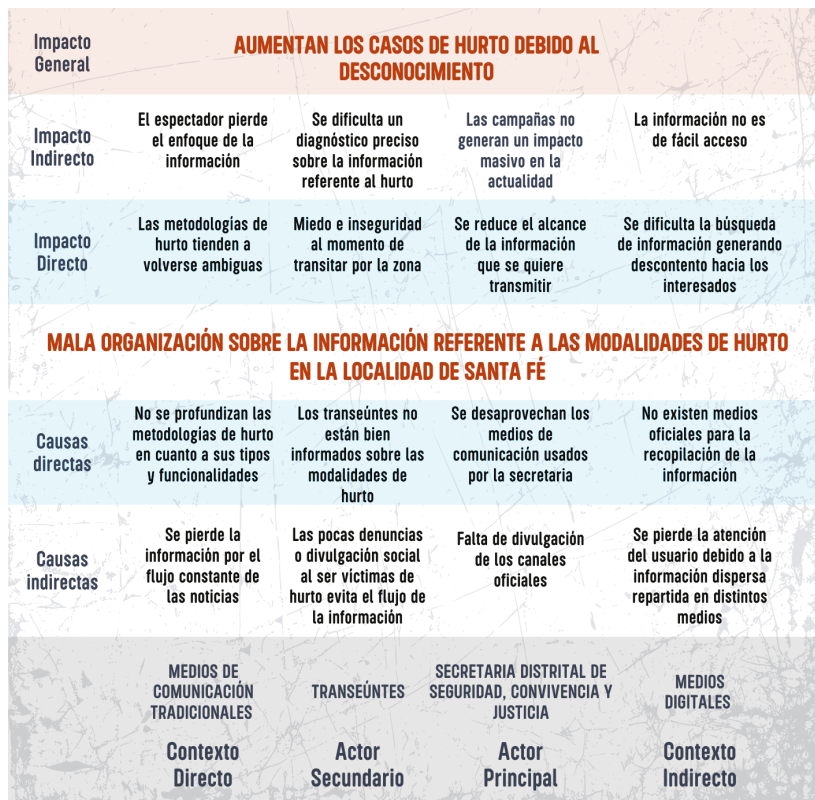 Impacto
General
AUMENTAN LOS CASOS DE HURTO DEBIDO AL
DESCONOCIMIENTO
Impacto
Indirecto
El espectador pierde
el enfoque de la
información
Se dificulta un
diagnóstico preciso
sobre la información
referente al hurto
Las campañas no
generan un impacto
masivo en la
actualidad
La información no es
de fácil acceso
Impacto
Directo
Las metodologías de
hurto tienden a
volverse ambiguas
Miedo e inseguridad
al momento de
transitar por la zona
Se reduce el alcance
de la información
que se quiere
transmitir
Se dificulta la búsqueda
de información generando
descontento hacia los
interesados
MALA ORGANIZACIÓN SOBRE LA INFORMACIÓN REFERENTE A LAS MODALIDADES DE HURTO
EN LA LOCALIDAD DE SANTA FÉ
Causas
directas
No se profundizan las
metodologías de hurto
en cuanto a sus tipos
y funcionalidades
Los transeúntes no
están bien
informados sobre las
modalidades de
hurto
Se desaprovechan los
medios de
comunicación usados
por la secretaria
No existen medios
oficiales para la
recopilación de la
información
Causas
indirectas
Se pierde la
información por el
flujo constante de
las noticias
Las pocas denuncias
o divulgación social
al ser víctimas de
hurto evita el flujo de
la información
Falta de divulgación
de los canales
oficiales
Se pierde la atención
del usuario debido a la
información dispersa
repartida en distintos
medios
MEDIOS DE
COMUNICACIÓN
TRADICIONALES
TRANSEÚNTES
SECRETARIA DISTRITAL DE
SEGURIDAD, CONVIVENCIA Y
JUSTICIA
MEDIOS
DIGITALES
Contexto
Directo
Actor
Secundario
Actor
Principal
Contexto
Indirecto